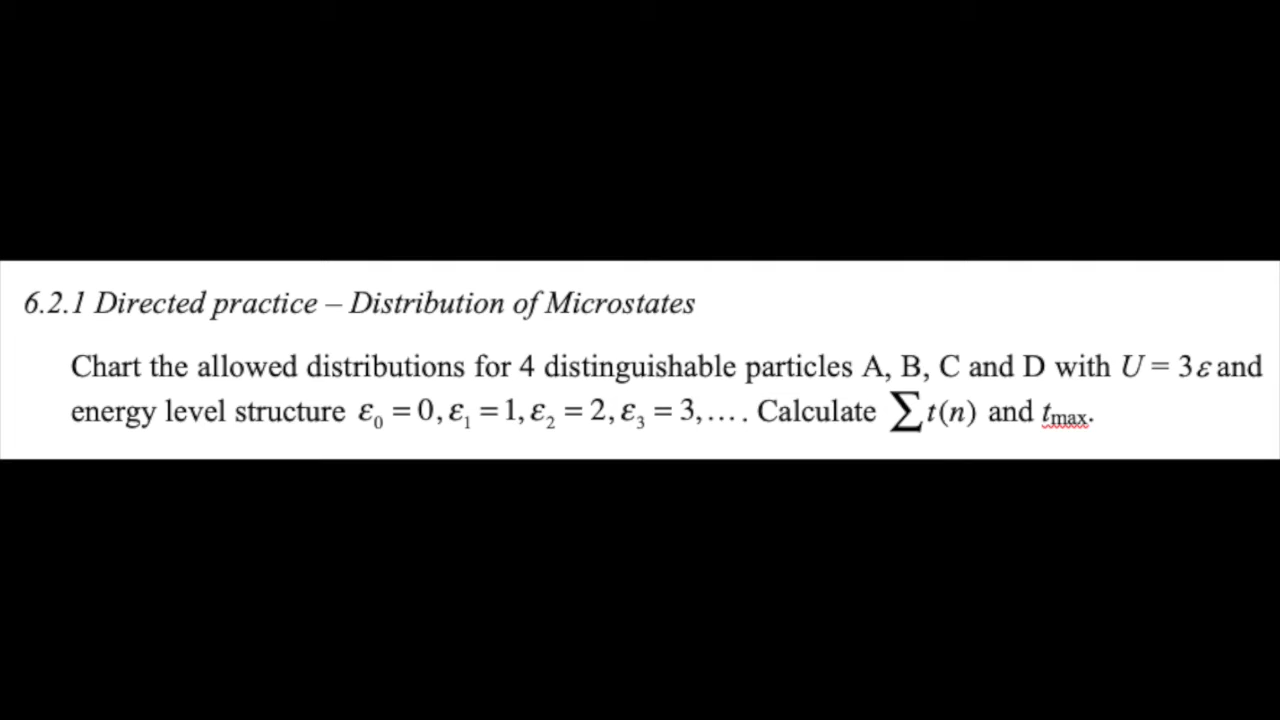 6.2.1 Directed practice – Distribution of Microstates
Chart the allowed distributions for 4 distinguishable particles A, B, C and D with U = 3ε and
energy level structure ε₀ = 0, ε₁ = 1, ε₂ = 2, ε₃ = 3, .... Calculate ∑t(n) and tmax.